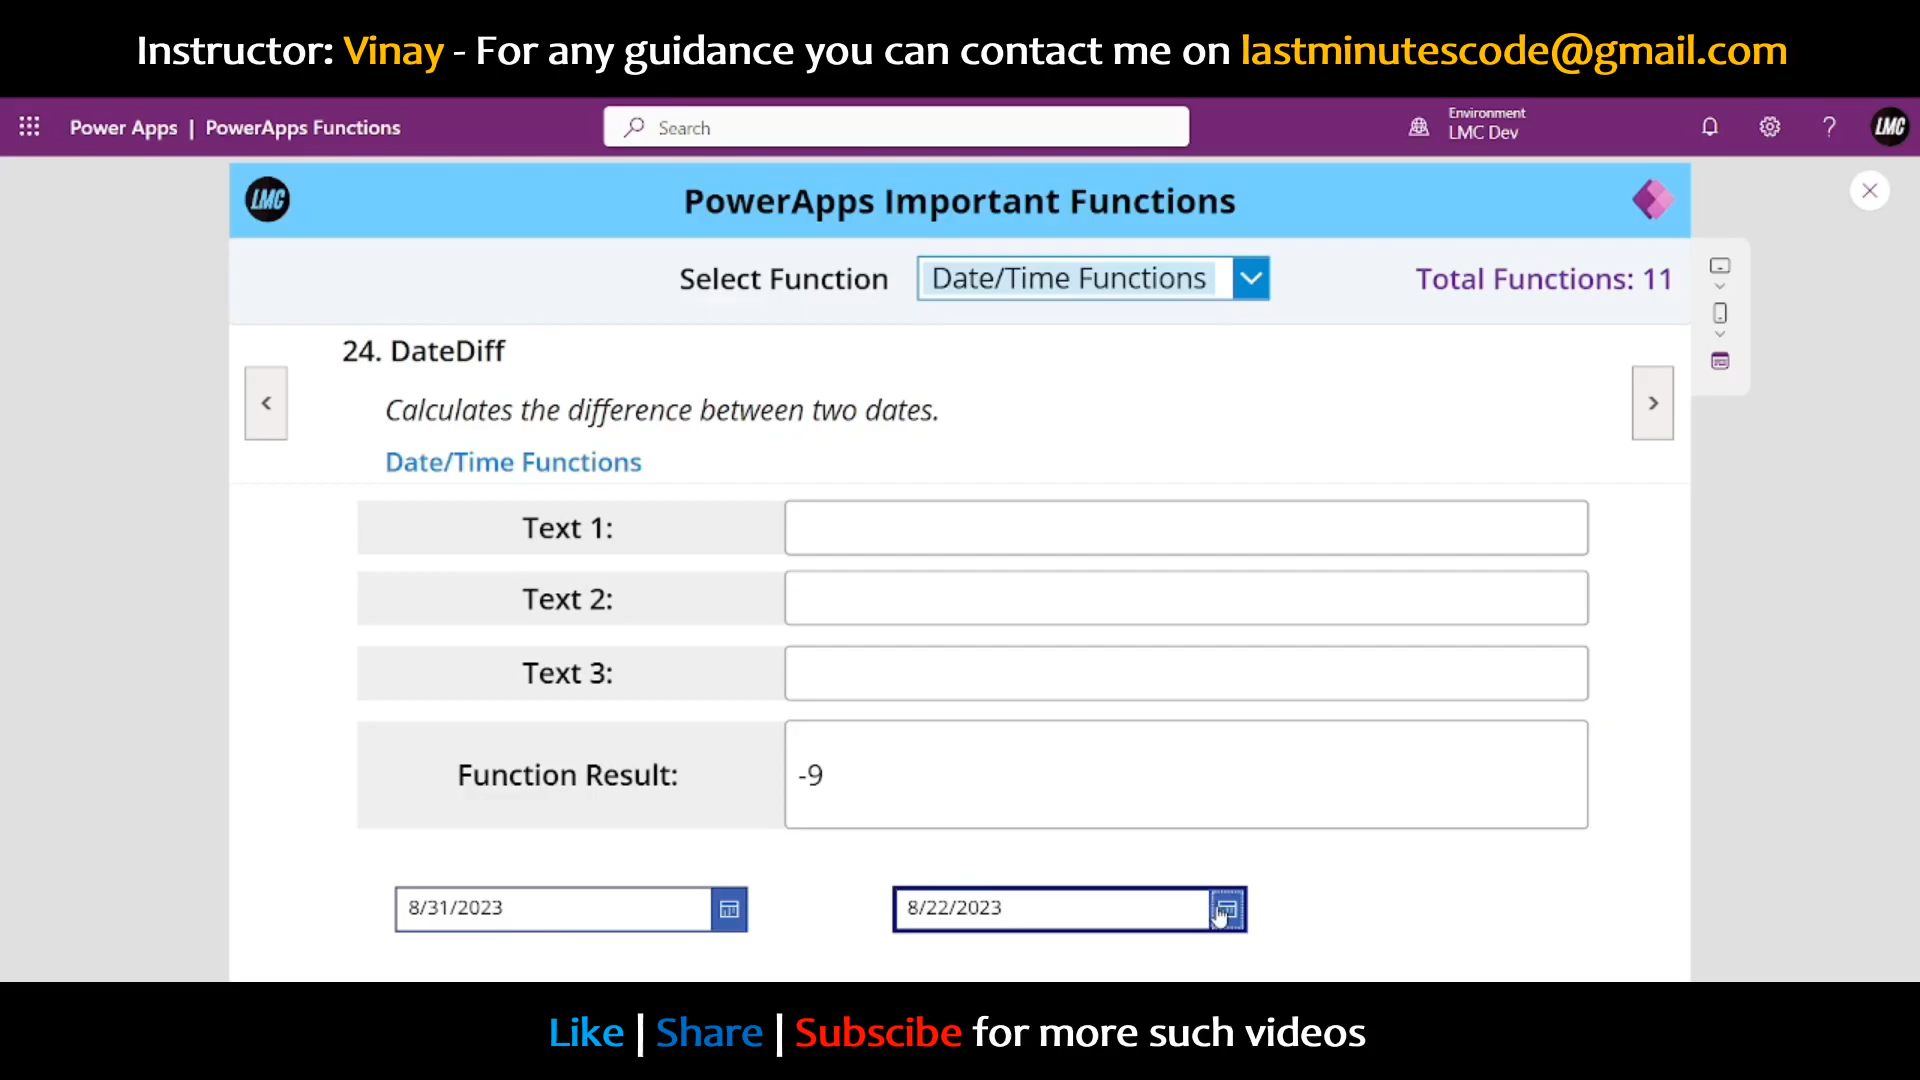 Instructor: Vinay - For any guidance you can contact me on lastminutescode@gmail.com
Power Apps | PowerApps Functions
Search
Environment
LMC Dev
LMC
LMC
PowerApps Important Functions
Select Function
Date/Time Functions
Total Functions: 11
24. DateDiff
Calculates the difference between two dates.
Date/Time Functions
Text 1:
Text 2:
Text 3:
Function Result:
-9
8/31/2023
8/22/2023
Like | Share | Subscibe for more such videos